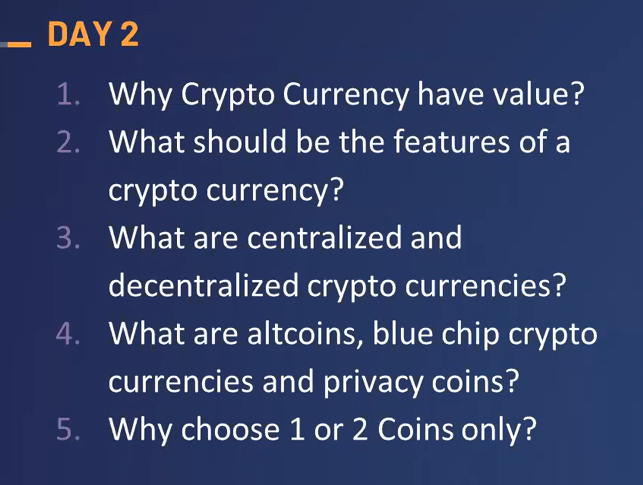 DAY 2
1. Why Crypto Currency have value?
2. What should be the features of a
crypto currency?
3. What are centralized and
decentralized crypto currencies?
4. What are altcoins, blue chip crypto
currencies and privacy coins?
5. Why choose 1 or 2 Coins only?